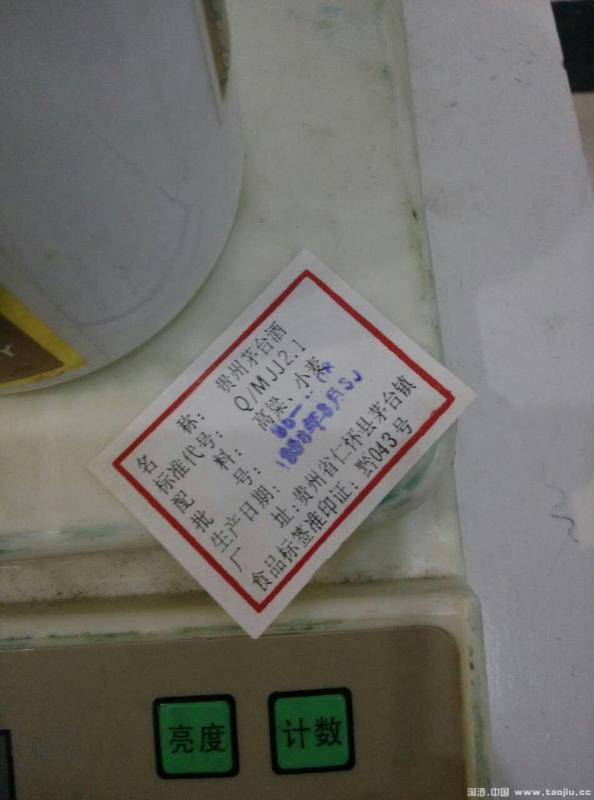 名 称：贵州茅台酒
标准代号：Q/MJJ2.1
配 料：高粱、小麦
批 号：
生产日期：
厂 址：贵州省仁怀县茅台镇
食品标签准印证：黔043号
亮度
计数
淘酒.中国 www.taojiu.cc